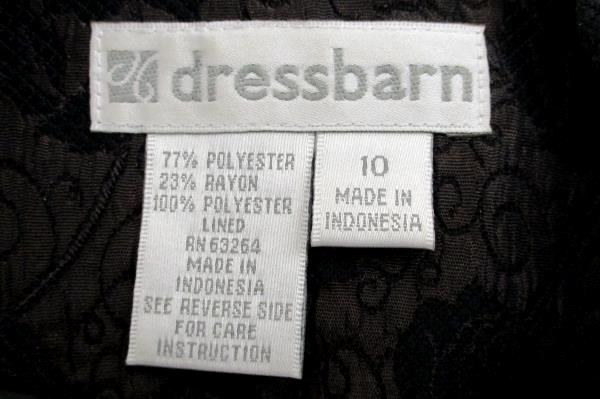 dressbarn
77% POLYESTER
23% RAYON
100% POLYESTER
LINED
RN 63264
MADE IN
INDONESIA
SEE REVERSE SIDE
FOR CARE
INSTRUCTION
10
MADE IN
INDONESIA